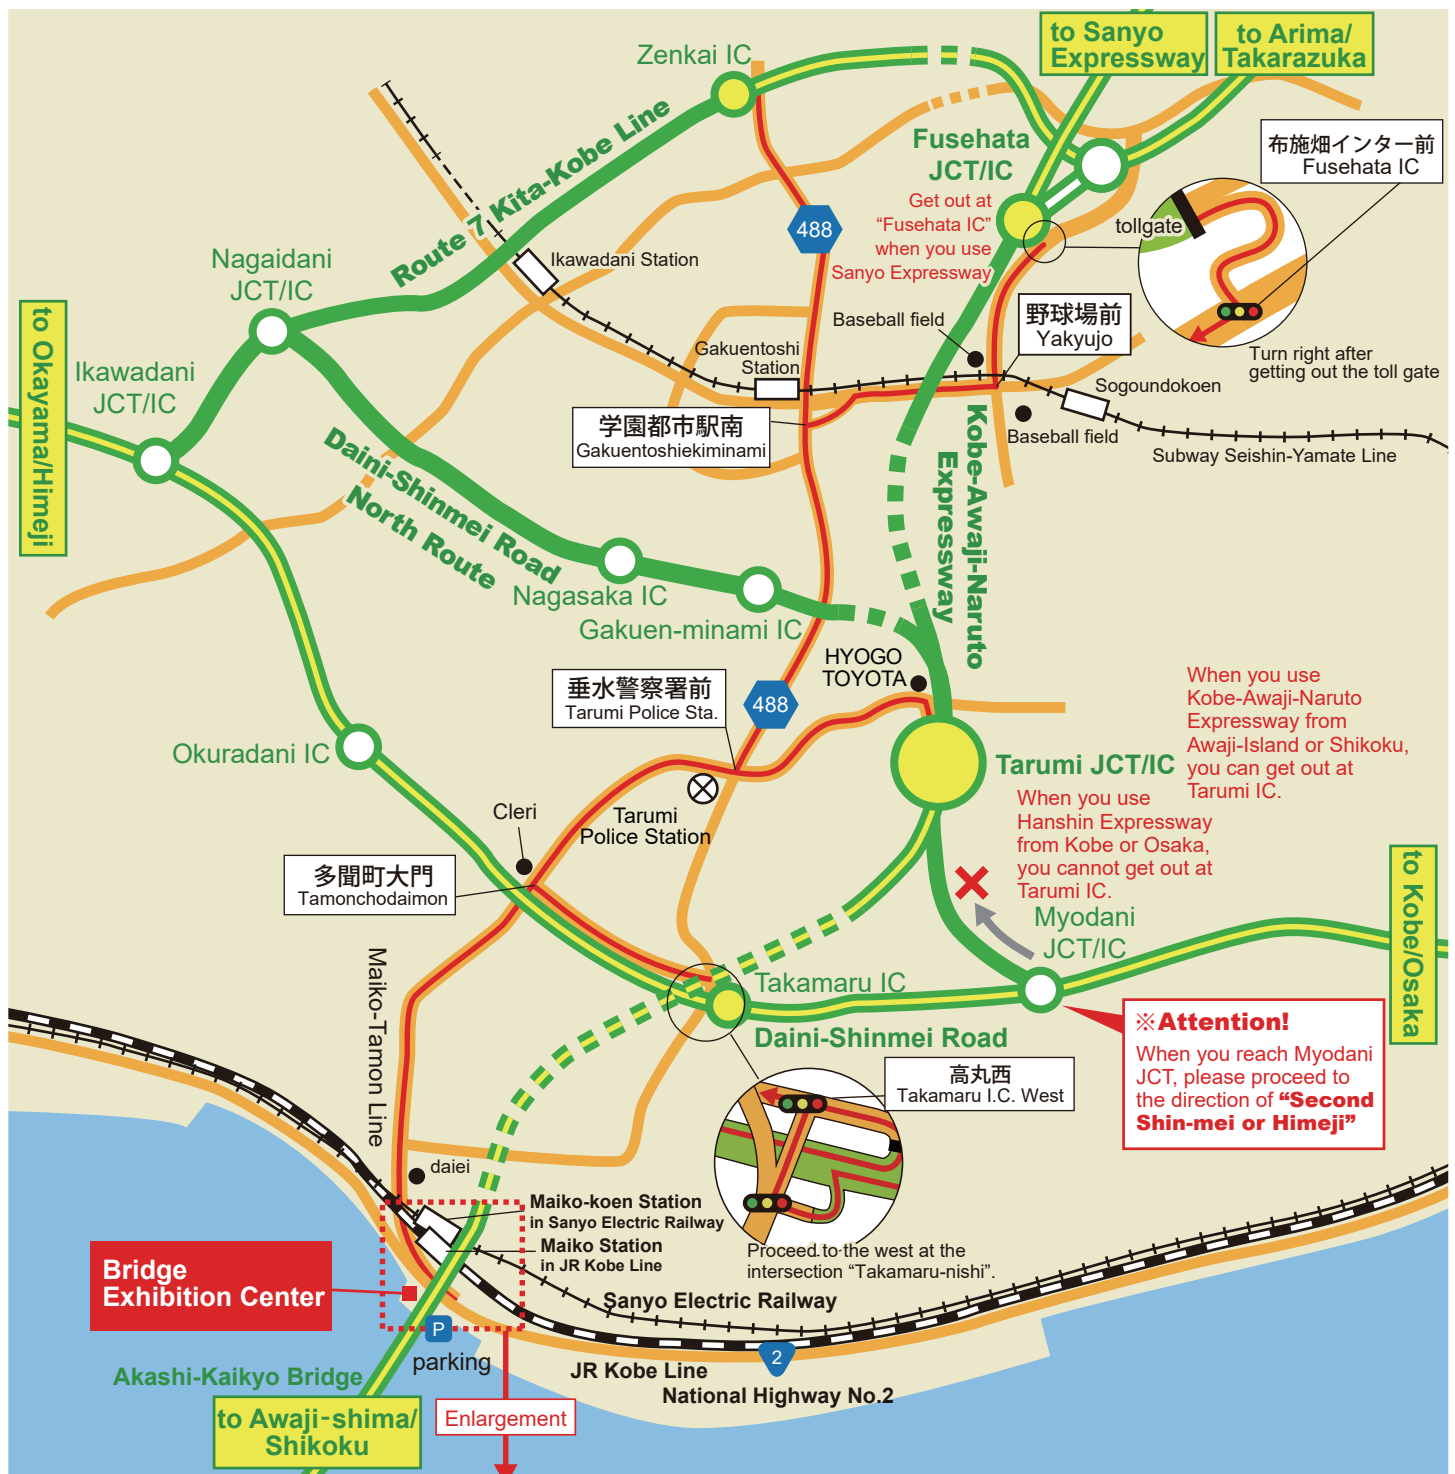 Zenkai IC
to Sanyo
Expressway
to Arima/
Takarazuka
Fusehata
JCT/IC
布施畑インター前
Fusehata IC
Get out at
“Fusehata IC”
when you use
Sanyo Expressway
tollgate
Turn right after
getting out the toll gate
Route 7 Kita-Kobe Line
488
Ikawadani Station
Nagaidani
JCT/IC
to Okayama/Himeji
Ikawadani
JCT/IC
Baseball field
野球場前
Yakyujo
Gakuentoshi
Station
Sogoundokoen
Baseball field
Subway Seishin-Yamate Line
学園都市駅南
Gakuentoshiekiminami
Kobe-Awaji-Naruto
Expressway
Daini-Shinmei Road
North Route
Nagasaka IC
Gakuen-minami IC
HYOGO
TOYOTA
垂水警察署前
Tarumi Police Sta.
488
When you use
Kobe-Awaji-Naruto
Expressway from
Awaji-Island or Shikoku,
you can get out at
Tarumi IC.
Okuradani IC
Tarumi JCT/IC
When you use
Hanshin Expressway
from Kobe or Osaka,
you cannot get out at
Tarumi IC.
Cleri
Tarumi
Police Station
多聞町大門
Tamonchodaimon
to Kobe/Osaka
Myodani
JCT/IC
Maiko-Tamon Line
Takamaru IC
Daini-Shinmei Road
※Attention!
When you reach Myodani
JCT, please proceed to
the direction of “Second
Shin-mei or Himeji”
高丸西
Takamaru I.C. West
daiei
Maiko-koen Station
in Sanyo Electric Railway
Maiko Station
in JR Kobe Line
Proceed to the west at the
intersection “Takamaru-nishi”.
Bridge
Exhibition Center
Sanyo Electric Railway
P
parking
2
JR Kobe Line
National Highway No.2
Akashi-Kaikyo Bridge
to Awaji-shima/
Shikoku
Enlargement